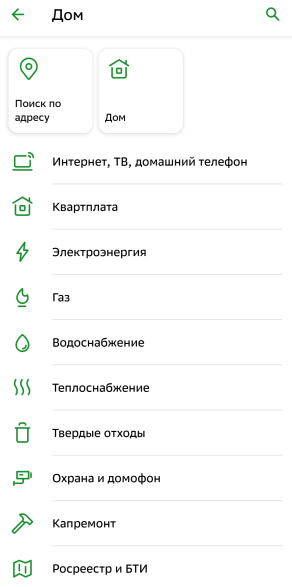 Дом
Поиск по
адресу
Дом
Интернет, ТВ, домашний телефон
Квартплата
Электроэнергия
Газ
Водоснабжение
Теплоснабжение
Твердые отходы
Охрана и домофон
Капремонт
Росреестр и БТИ